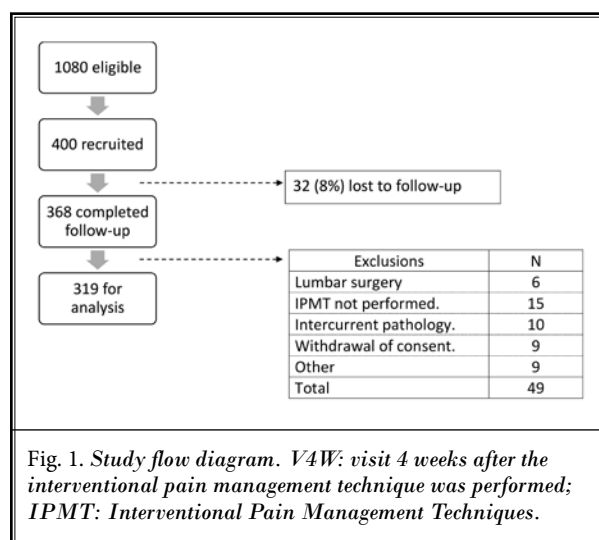 1080 eligible
400 recruited
32 (8%) lost to follow-up
368 completed
follow-up
319 for
analysis
Exclusions N
Lumbar surgery 6
IPMT not performed. 15
Intercurrent pathology. 10
Withdrawal of consent. 9
Other 9
Total 49
Fig. 1. Study flow diagram. V4W: visit 4 weeks after the
interventional pain management technique was performed;
IPMT: Interventional Pain Management Techniques.